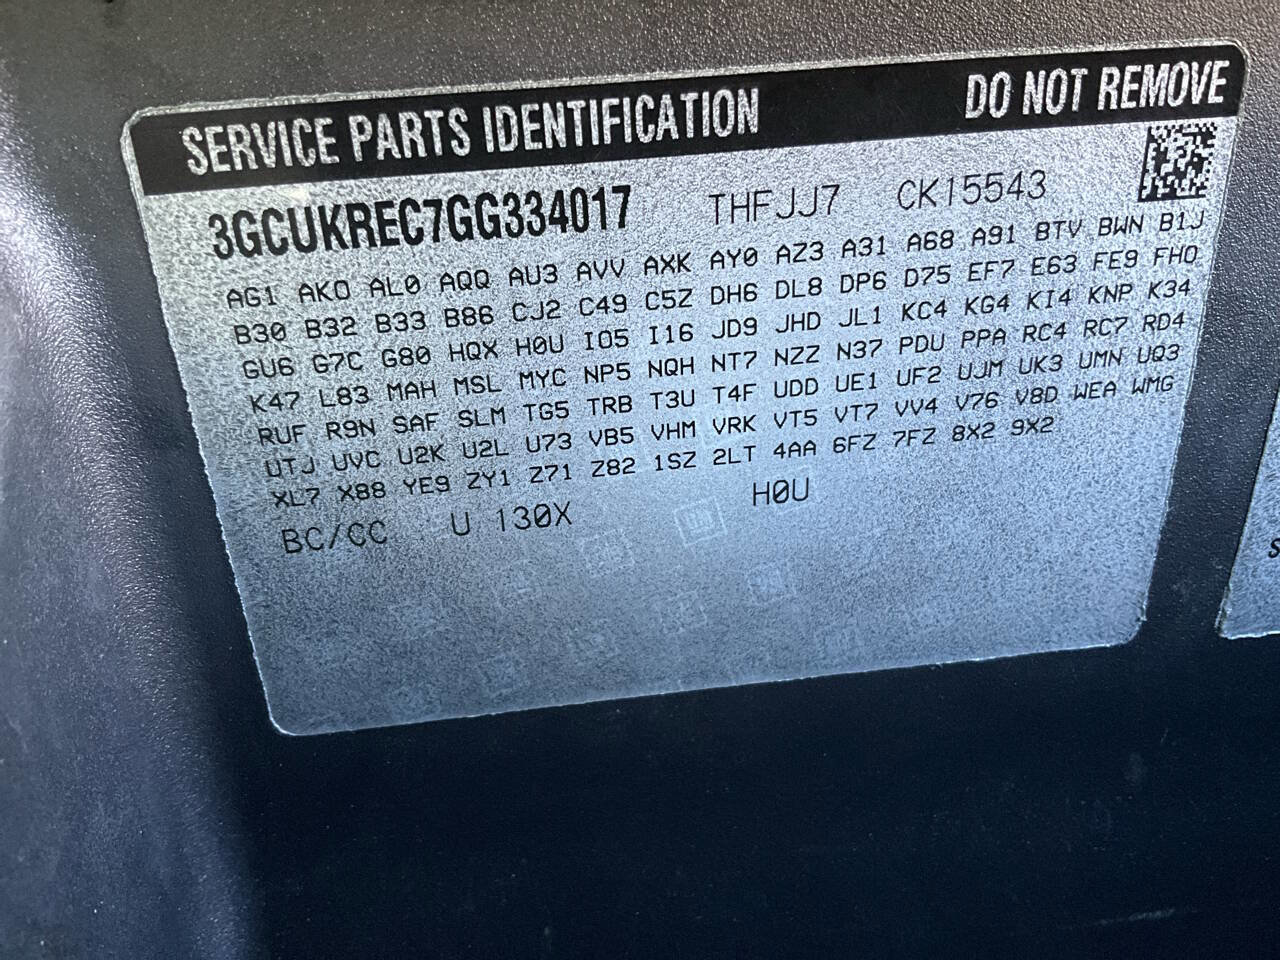 SERVICE PARTS IDENTIFICATION DO NOT REMOVE
3GCUKREC7GG334017 THFJJ7 CK15543
AG1 AKO AL0 AQQ AU3 AVV AXK AY0 AZ3 A31 A68 A91 BTV BWN B1J
B30 B32 B33 B86 CJ2 C49 C5Z DH6 DL8 DP6 D75 EF7 E63 FE9 FHO
GU6 G7C G80 HQX H0U IO5 I16 JD9 JHD JL1 KC4 KG4 KI4 KNP K34
K47 L83 MAH MSL MYC NP5 NQH NT7 NZZ N37 PDU PPA RC4 RC7 RD4
RUF R9N SAF SLM TG5 TRB T3U T4F UDD UE1 UF2 UJM UK3 UMN UQ3
UTJ UVC U2K U2L U73 VB5 VHM VRK VT5 VT7 VV4 V76 V8D WEA WMG
XL7 X88 YE9 ZY1 Z71 Z82 1SZ 2LT 4AA 6FZ 7FZ 8X2 9X2
BC/CC U 130X H0U